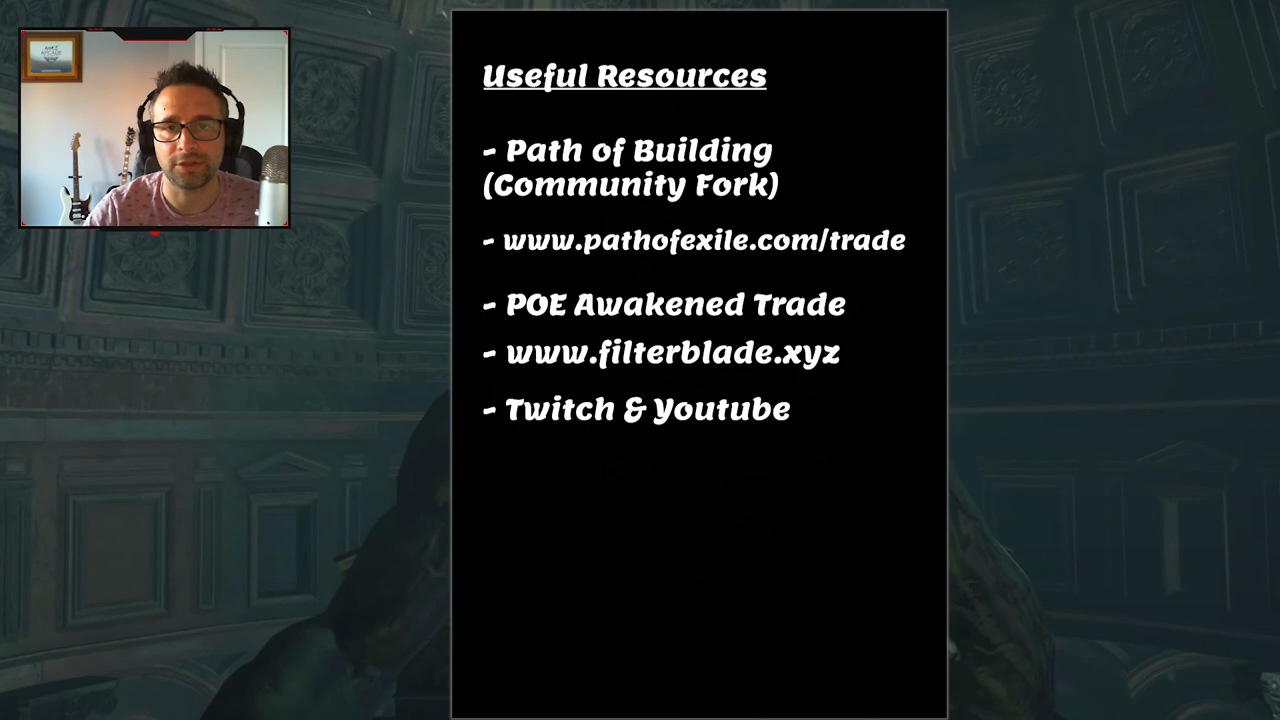 Useful Resources
- Path of Building
(Community Fork)
- www.pathofexile.com/trade
- POE Awakened Trade
- www.filterblade.xyz
- Twitch & Youtube